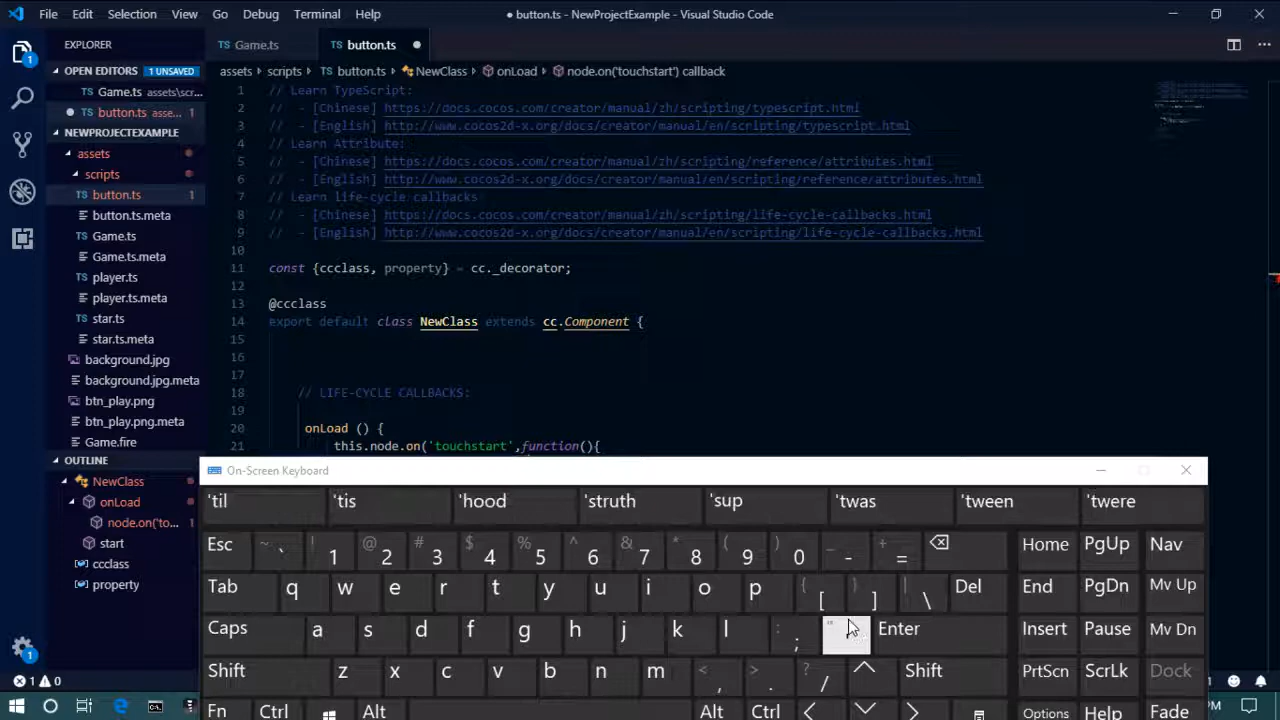 File Edit Selection View Go Debug Terminal Help ● button.ts - NewProjectExample - Visual Studio Code
EXPLORER
TS Game.ts TS button.ts
OPEN EDITORS 1 UNSAVED
assets › scripts › TS button.ts › NewClass › onLoad › node.on('touchstart') callback
TS Game.ts assets\scr...
TS button.ts asse... 1
NEWPROJECTEXAMPLE
assets
scripts
TS button.ts 1
button.ts.meta
TS Game.ts
Game.ts.meta
TS player.ts
player.ts.meta
TS star.ts
star.ts.meta
background.jpg
background.jpg.meta
btn_play.png
btn_play.png.meta
Game.fire
OUTLINE
NewClass
onLoad
node.on('to...
start
ccclass
property
1 // Learn TypeScript:
2 // - [Chinese] https://docs.cocos.com/creator/manual/zh/scripting/typescript.html
3 // - [English] http://www.cocos2d-x.org/docs/creator/manual/en/scripting/typescript.html
4 // Learn Attribute:
5 // - [Chinese] https://docs.cocos.com/creator/manual/zh/scripting/reference/attributes.html
6 // - [English] http://www.cocos2d-x.org/docs/creator/manual/en/scripting/reference/attributes.html
7 // Learn life-cycle callbacks
8 // - [Chinese] https://docs.cocos.com/creator/manual/zh/scripting/life-cycle-callbacks.html
9 // - [English] http://www.cocos2d-x.org/docs/creator/manual/en/scripting/life-cycle-callbacks.html
10
11 const {ccclass, property} = cc._decorator;
12
13 @ccclass
14 export default class NewClass extends cc.Component {
15
16
17
18 // LIFE-CYCLE CALLBACKS:
19
20 onLoad () {
21 this.node.on('touchstart',function(){
On-Screen Keyboard
'til 'tis 'hood 'struth 'sup 'twas 'tween 'twere
Esc ~ ` ! 1 @ 2 # 3 $ 4 % 5 ^ 6 & 7 * 8 ( 9 ) 0 _ - + = Home PgUp Nav
Tab q w e r t y u i o p { [ } ] | \ Del End PgDn Mv Up
Caps a s d f g h j k l : ; " Enter Insert Pause Mv Dn
Shift z x c v b n m < , > . ? / Shift PrtScn ScrLk Dock
Fn Ctrl Alt Alt Ctrl Options Help Fade
1 0
1
PM